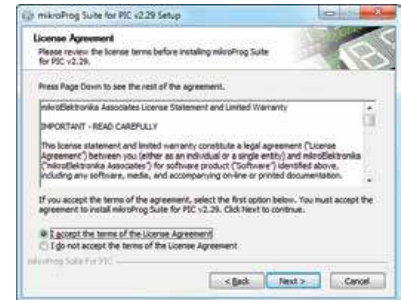 mikroProg Suite for PIC v2.29 Setup
License Agreement
Please review the license terms before installing mikroProg Suite
for PIC v2.29.
Press Page Down to see the rest of the agreement.
mikroElektronika Associates License Statement and Limited Warranty
IMPORTANT - READ CAREFULLY
This license statement and limited warranty constitute a legal agreement ("License
Agreement") between you (either as an individual or a single entity) and mikroElektronika
("mikroElektronika Associates") for software product ("Software") identified above,
including any software, media, and accompanying on-line or printed documentation.
If you accept the terms of the agreement, select the first option below. You must accept the
agreement to install mikroProg Suite for PIC v2.29. Click Next to continue.
I accept the terms of the License Agreement
I do not accept the terms of the License Agreement
mikroProg Suite For PIC
< Back Next > Cancel